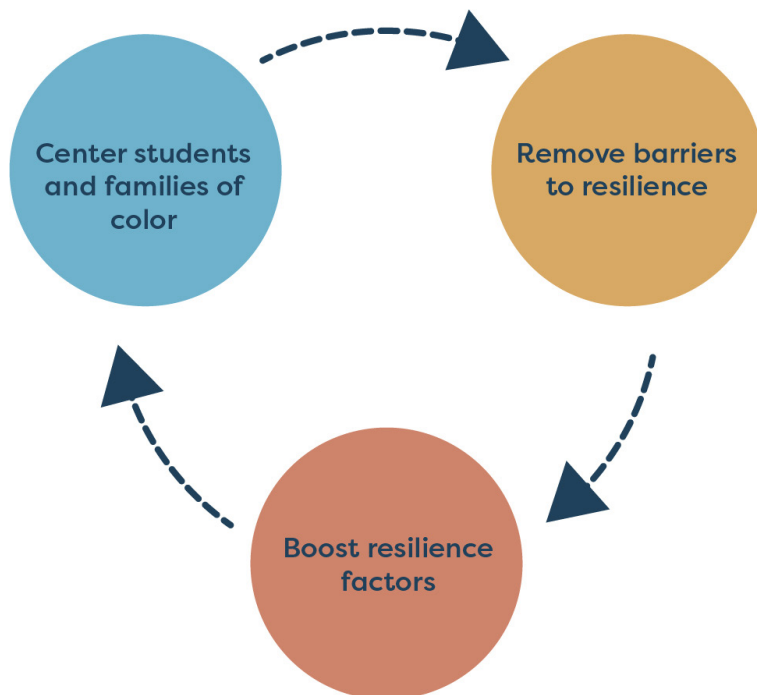 Center students
and families of
color
Remove barriers
to resilience
Boost resilience
factors